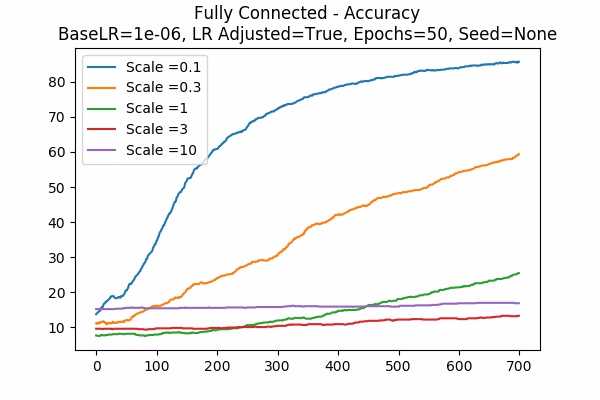 Fully Connected - Accuracy
BaseLR=1e-06, LR Adjusted=True, Epochs=50, Seed=None
Scale =0.1
Scale =0.3
Scale =1
Scale =3
Scale =10
80
70
60
50
40
30
20
10
0
100
200
300
400
500
600
700